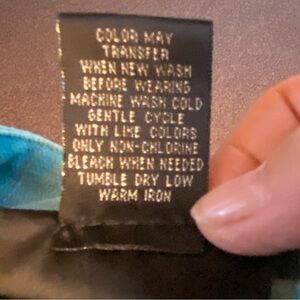 COLOR MAY
TRANSFER
WHEN NEW WASH
BEFORE WEARING
MACHINE WASH COLD
GENTLE CYCLE
WITH LIKE COLORS
ONLY NON-CHLORINE
BLEACH WHEN NEEDED
TUMBLE DRY LOW
WARM IRON